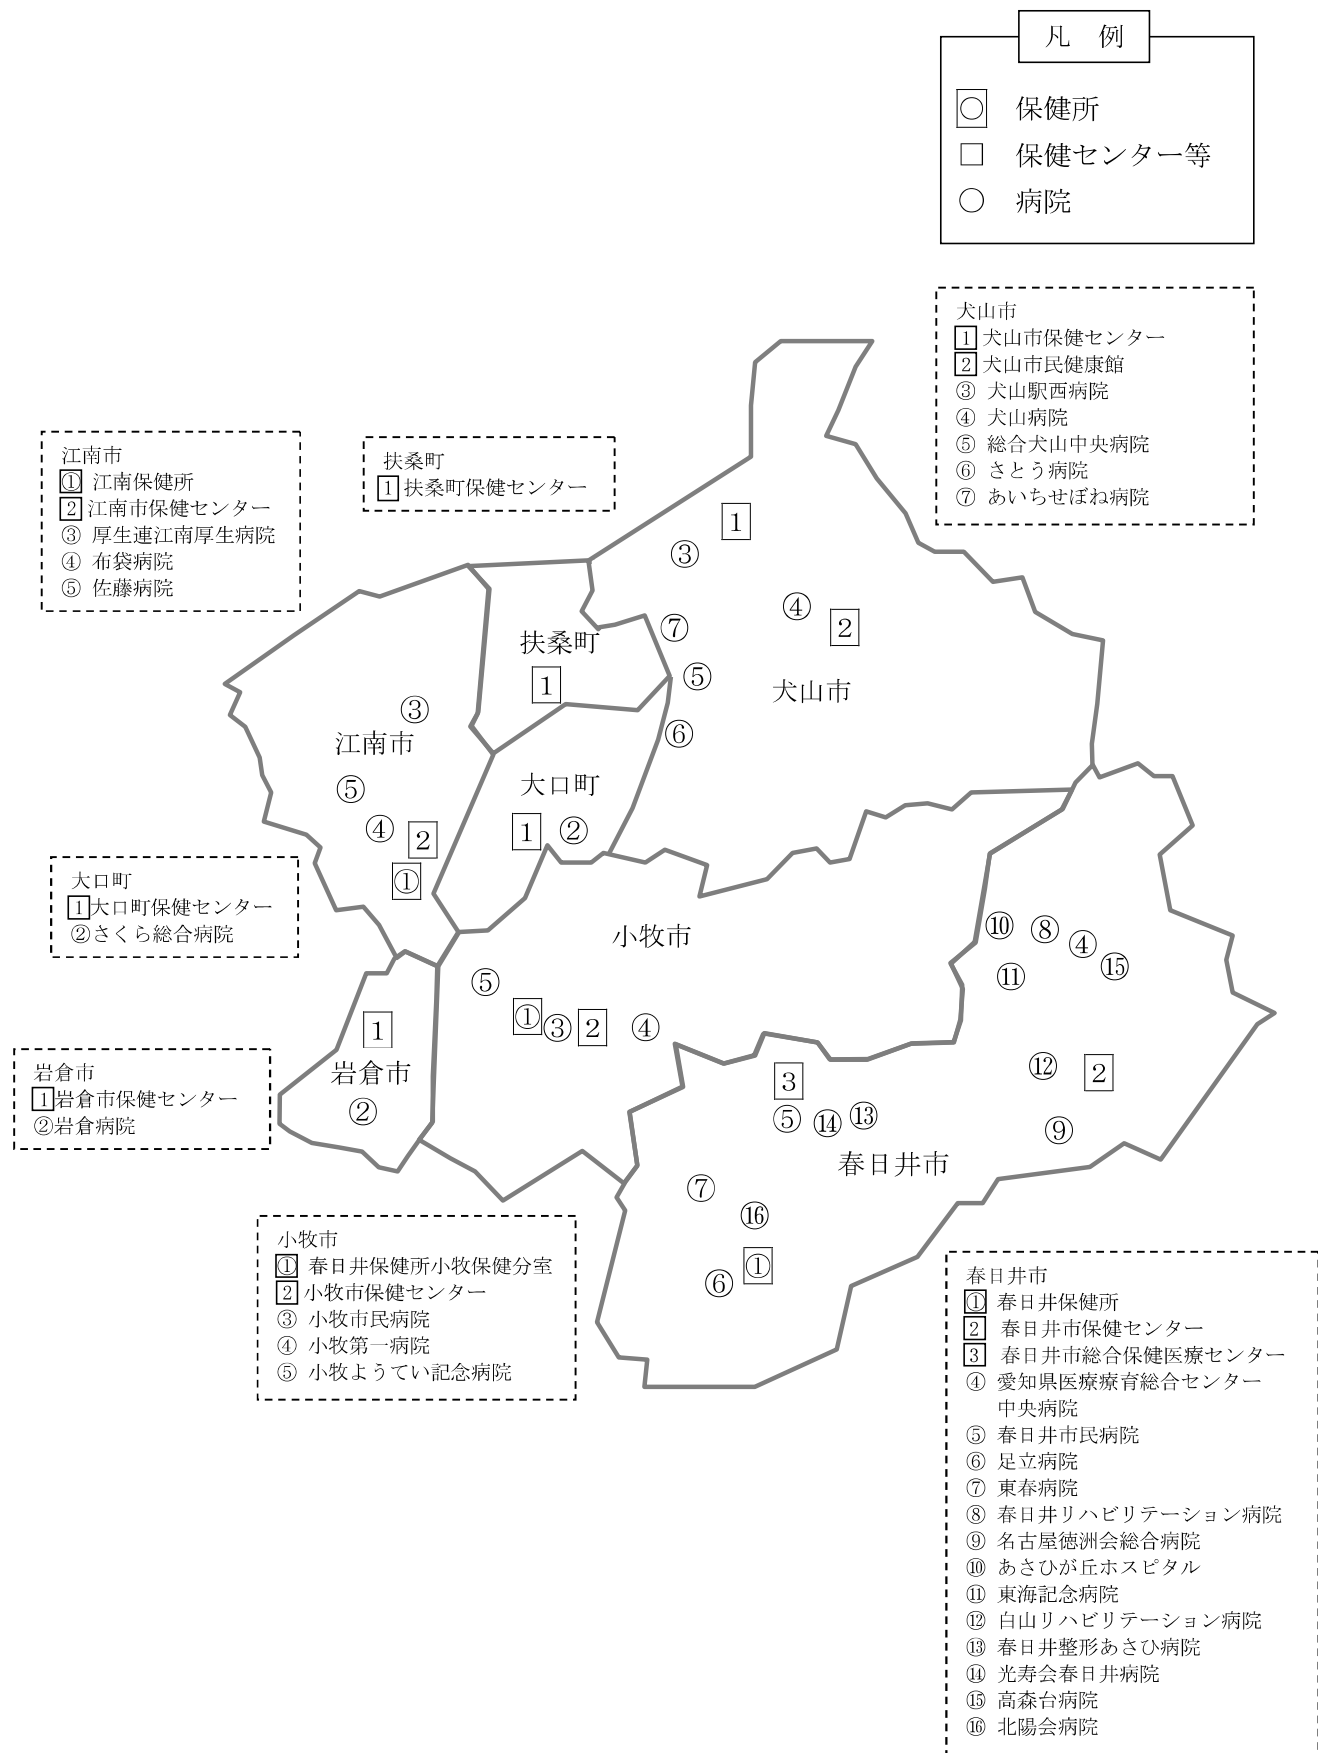 凡　例
保健所
□ 保健センター等
○ 病院
犬山市
1 犬山市保健センター
2 犬山市民健康館
③ 犬山駅西病院
④ 犬山病院
⑤ 総合犬山中央病院
⑥ さとう病院
⑦ あいちせぼね病院
江南市
① 江南保健所
2 江南市保健センター
③ 厚生連江南厚生病院
④ 布袋病院
⑤ 佐藤病院
扶桑町
1 扶桑町保健センター
1
③
④
2
⑦
扶桑町
1
⑤
犬山市
③
⑥
江南市
⑤
大口町
④
2
1
②
①
大口町
1 大口町保健センター
②さくら総合病院
小牧市
⑩
⑧
④
⑮
⑪
⑤
①
③
2
④
1
岩倉市
②
岩倉市
1 岩倉市保健センター
②岩倉病院
⑫
2
3
⑤
⑭
⑬
⑨
春日井市
⑦
⑯
①
⑥
小牧市
① 春日井保健所小牧保健分室
2 小牧市保健センター
③ 小牧市民病院
④ 小牧第一病院
⑤ 小牧ようてい記念病院
春日井市
① 春日井保健所
2 春日井市保健センター
3 春日井市総合保健医療センター
④ 愛知県医療療育総合センター
中央病院
⑤ 春日井市民病院
⑥ 足立病院
⑦ 東春病院
⑧ 春日井リハビリテーション病院
⑨ 名古屋徳洲会総合病院
⑩ あさひが丘ホスピタル
⑪ 東海記念病院
⑫ 白山リハビリテーション病院
⑬ 春日井整形あさひ病院
⑭ 光寿会春日井病院
⑮ 高森台病院
⑯ 北陽会病院